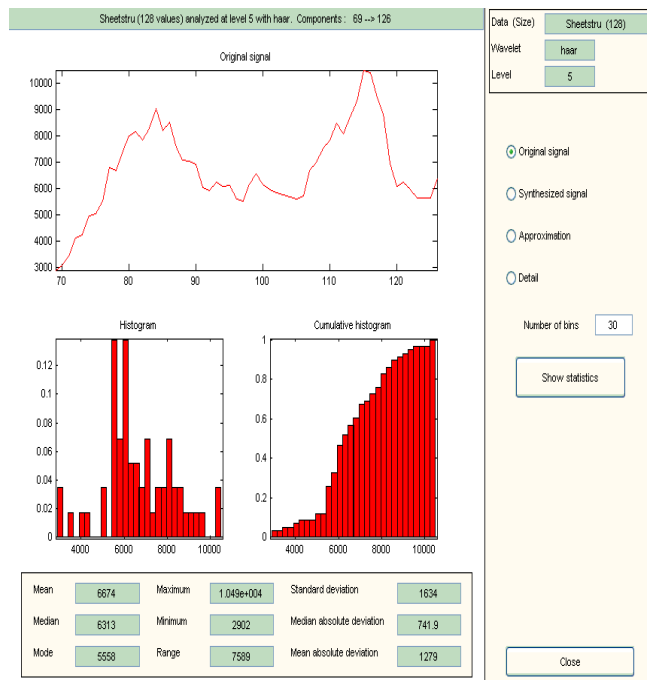 Sheetstru (128 values) analyzed at level 5 with haar. Components : 69 --> 126
Original signal
10000
9000
8000
7000
6000
5000
4000
3000
70 80 90 100 110 120
Histogram
0.12
0.1
0.08
0.06
0.04
0.02
0
4000 6000 8000 10000
Cumulative histogram
1
0.8
0.6
0.4
0.2
0
4000 6000 8000 10000
Mean 6674 Maximum 1.049e+004 Standard deviation 1634
Median 6313 Minimum 2902 Median absolute deviation 741.9
Mode 5558 Range 7589 Mean absolute deviation 1279
Data (Size) Sheetstru (128)
Wavelet haar
Level 5
Original signal
Synthesized signal
Approximation
Detail
Number of bins 30
Show statistics
Close